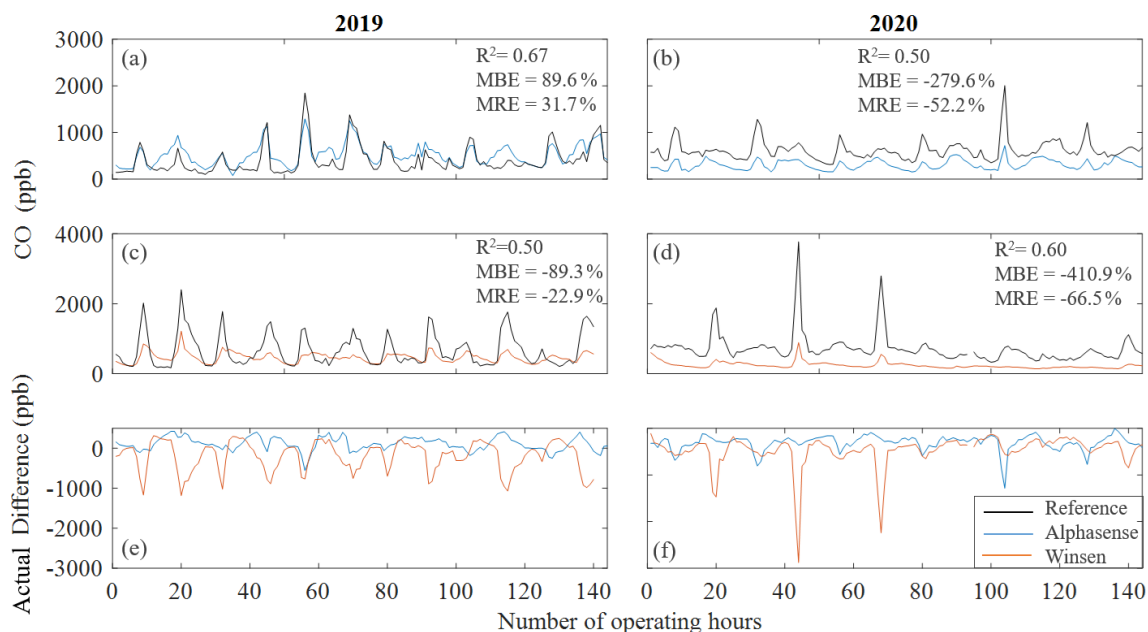 2019
2020
3000
2000
1000
0
(a)
R²= 0.67
MBE = 89.6%
MRE = 31.7%
(b)
R²= 0.50
MBE = -279.6%
MRE = -52.2%
CO (ppb)
4000
2000
0
(c)
R²=0.50
MBE = -89.3%
MRE = -22.9%
(d)
R²= 0.60
MBE = -410.9%
MRE = -66.5%
Actual Difference (ppb)
0
-1000
-2000
-3000
(e)
(f)
Reference
Alphasense
Winsen
0 20 40 60 80 100 120 140
0 20 40 60 80 100 120 140
Number of operating hours